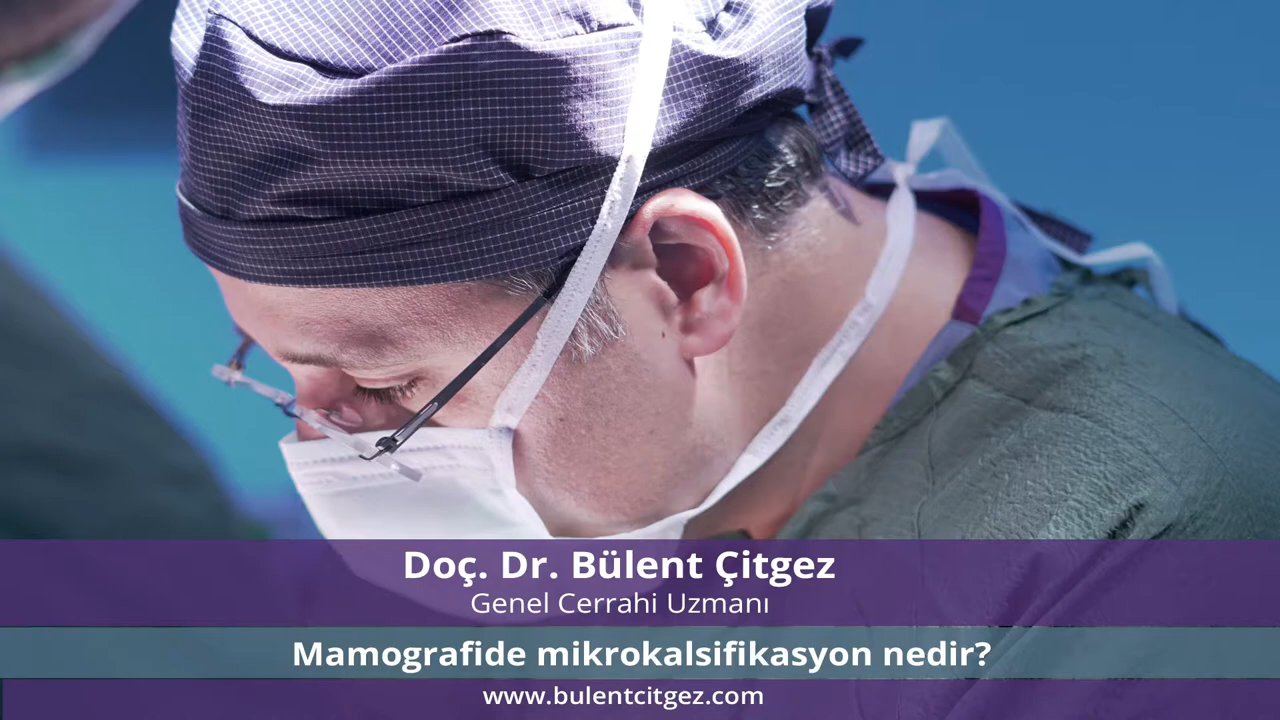 Doç. Dr. Bülent Çitgez
Genel Cerrahi Uzmanı
Mamografide mikrokalsifikasyon nedir?
www.bulentcitgez.com